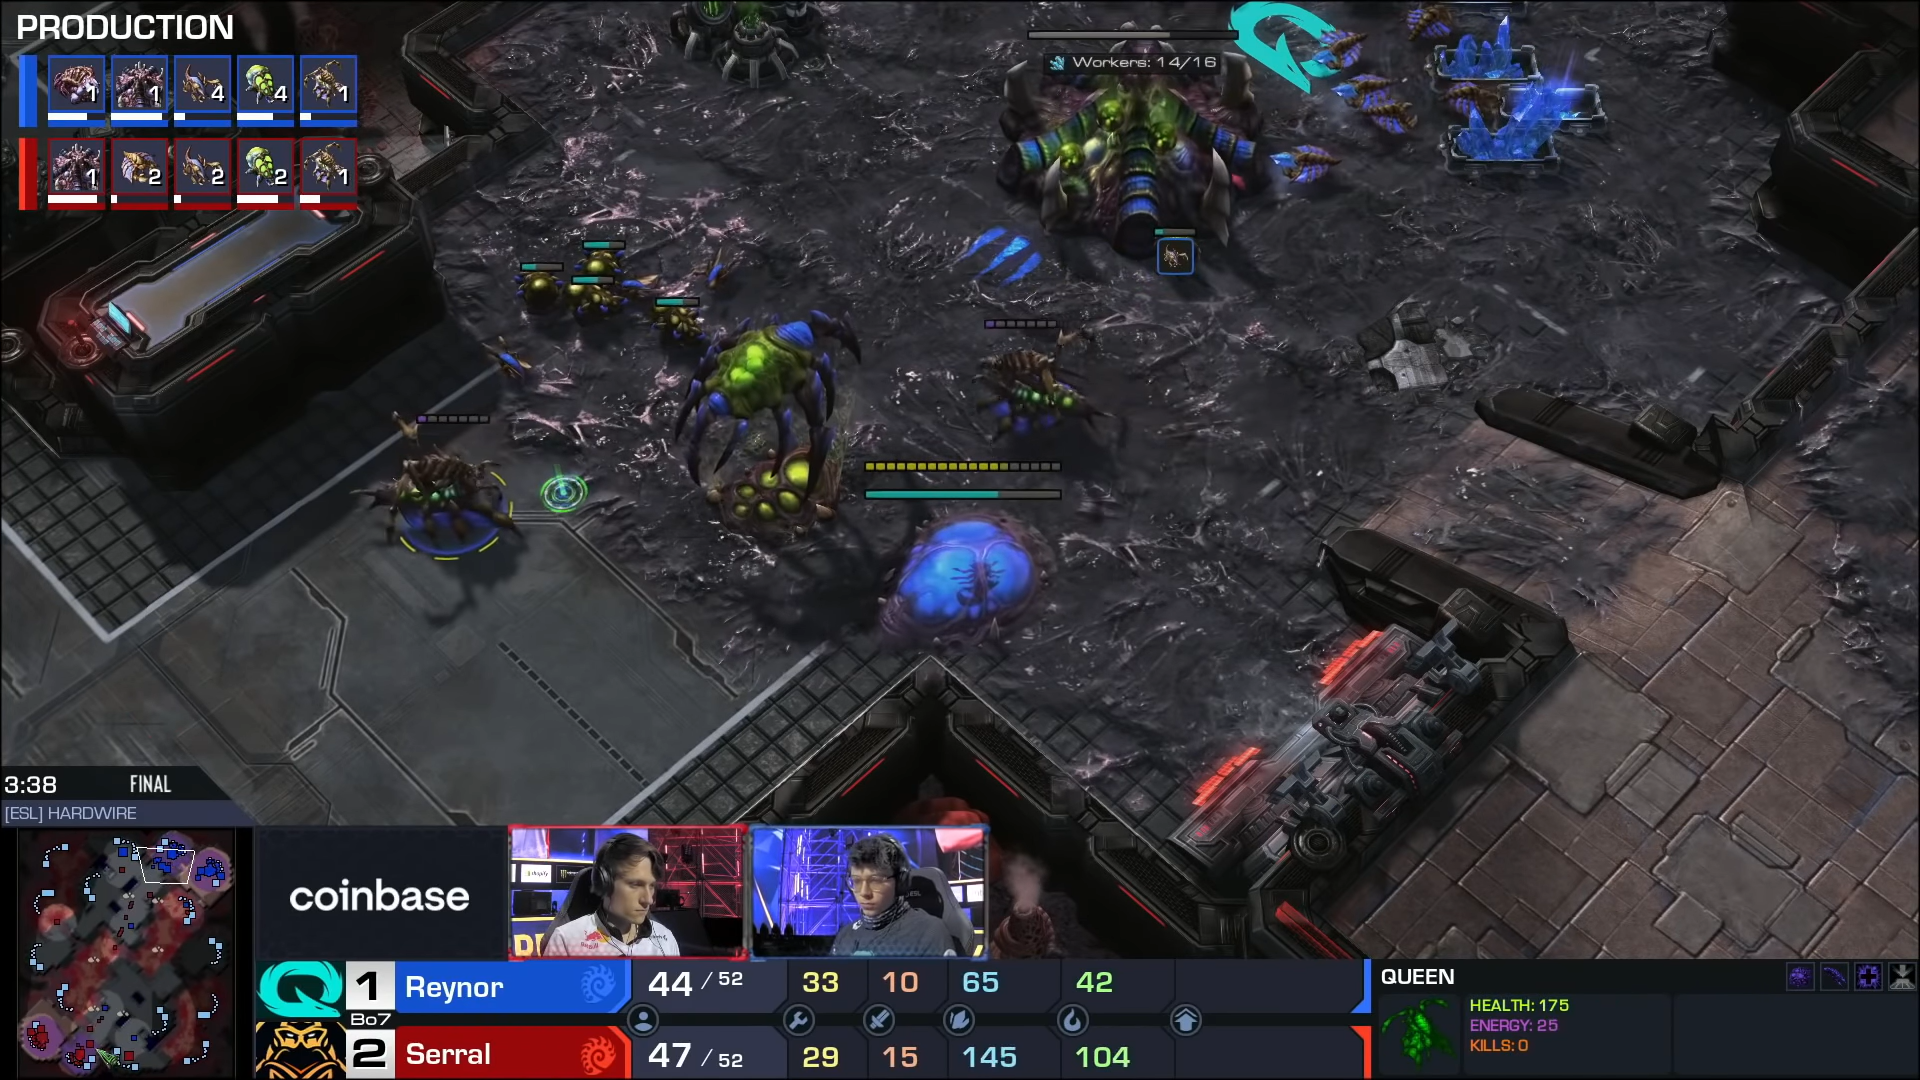 PRODUCTION
1 1 4 4 1
1 2 2 2 1
Workers: 14/16
3:38 FINAL
[ESL] HARDWIRE
coinbase
1 Reynor 44 / 52 33 10 65 42
Bo7
2 Serral 47 / 52 29 15 145 104
QUEEN
HEALTH: 175
ENERGY: 25
KILLS: 0